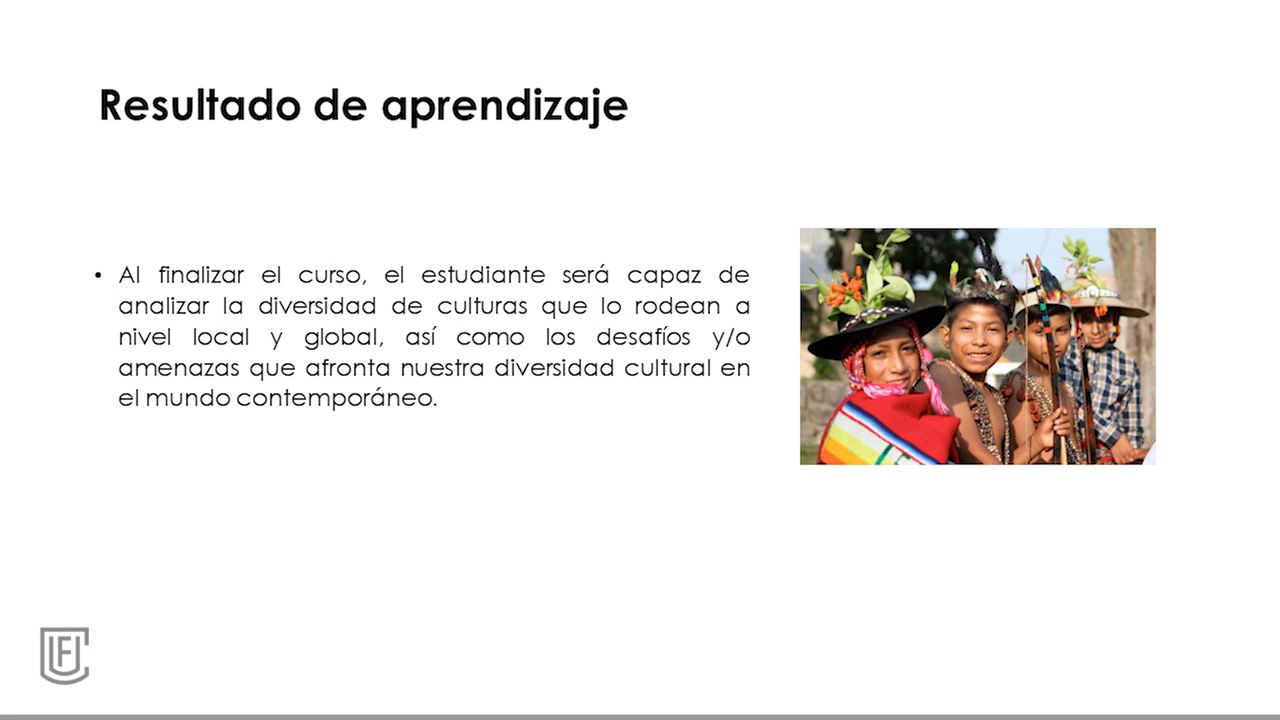 Resultado de aprendizaje
• Al finalizar el curso, el estudiante será capaz de
analizar la diversidad de culturas que lo rodean a
nivel local y global, así como los desafíos y/o
amenazas que afronta nuestra diversidad cultural en
el mundo contemporáneo.